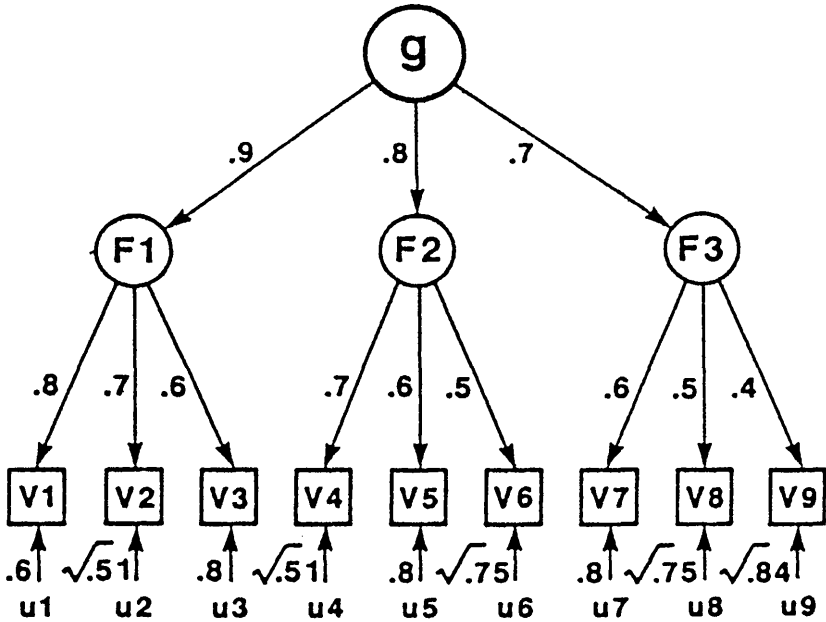 g
.9 .8 .7
F1 F2 F3
.8 .7 .6 .7 .6 .5 .6 .5 .4
V1 V2 V3 V4 V5 V6 V7 V8 V9
.6 √.51 .8 √.51 .8 √.75 .8 √.75 √.84
u1 u2 u3 u4 u5 u6 u7 u8 u9